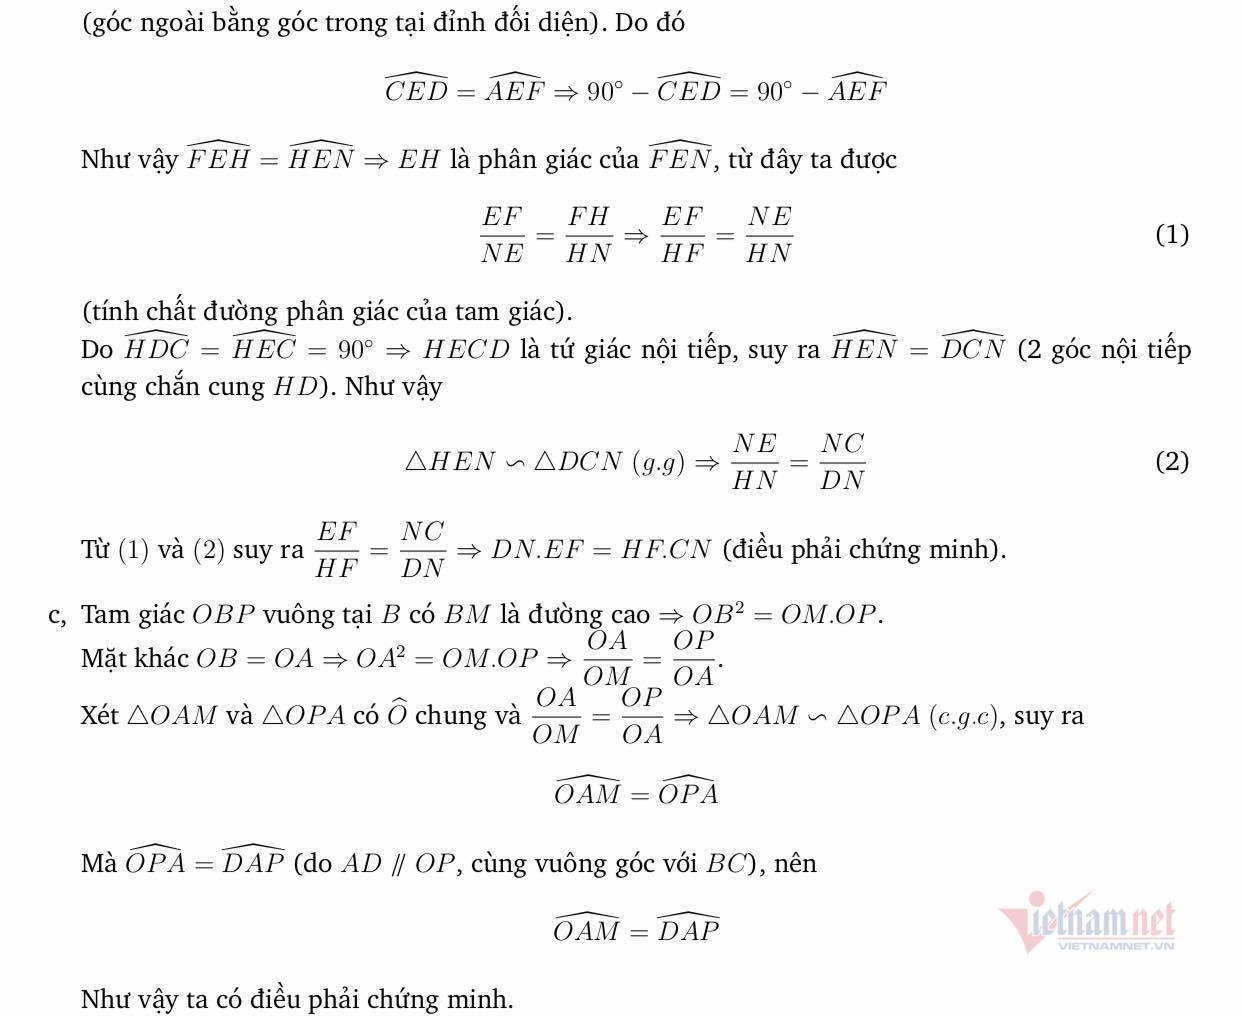 (góc ngoài bằng góc trong tại đỉnh đối diện). Do đó
$\widehat{CED} = \widehat{AEF} \Rightarrow 90^\circ - \widehat{CED} = 90^\circ - \widehat{AEF}$
Như vậy $\widehat{FEH} = \widehat{HEN} \Rightarrow EH$ là phân giác của $\widehat{FEN}$, từ đây ta được
$\frac{EF}{NE} = \frac{FH}{HN} \Rightarrow \frac{EF}{HF} = \frac{NE}{HN}$ (1)
(tính chất đường phân giác của tam giác).
Do $\widehat{HDC} = \widehat{HEC} = 90^\circ \Rightarrow HECD$ là tứ giác nội tiếp, suy ra $\widehat{HEN} = \widehat{DCN}$ (2 góc nội tiếp
cùng chắn cung $HD$). Như vậy
$\triangle HEN \backsim \triangle DCN \ (g.g) \Rightarrow \frac{NE}{HN} = \frac{NC}{DN}$ (2)
Từ (1) và (2) suy ra $\frac{EF}{HF} = \frac{NC}{DN} \Rightarrow DN.EF = HF.CN$ (điều phải chứng minh).
c, Tam giác $OBP$ vuông tại $B$ có $BM$ là đường cao $\Rightarrow OB^2 = OM.OP$.
Mặt khác $OB = OA \Rightarrow OA^2 = OM.OP \Rightarrow \frac{OA}{OM} = \frac{OP}{OA}$.
Xét $\triangle OAM$ và $\triangle OPA$ có $\widehat{O}$ chung và $\frac{OA}{OM} = \frac{OP}{OA} \Rightarrow \triangle OAM \backsim \triangle OPA \ (c.g.c)$, suy ra
$\widehat{OAM} = \widehat{OPA}$
Mà $\widehat{OPA} = \widehat{DAP}$ (do $AD \parallel OP$, cùng vuông góc với $BC$), nên
$\widehat{OAM} = \widehat{DAP}$
Vietnamnet
VIETNAMNET.VN
Như vậy ta có điều phải chứng minh.